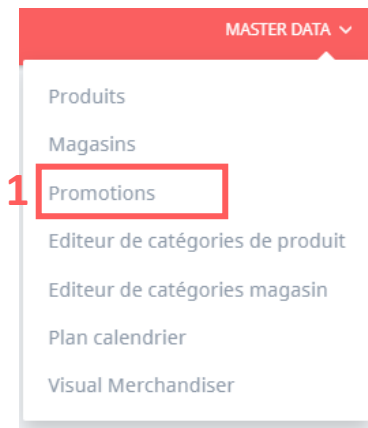 MASTER DATA
Produits
Magasins
1 Promotions
Editeur de catégories de produit
Editeur de catégories magasin
Plan calendrier
Visual Merchandiser